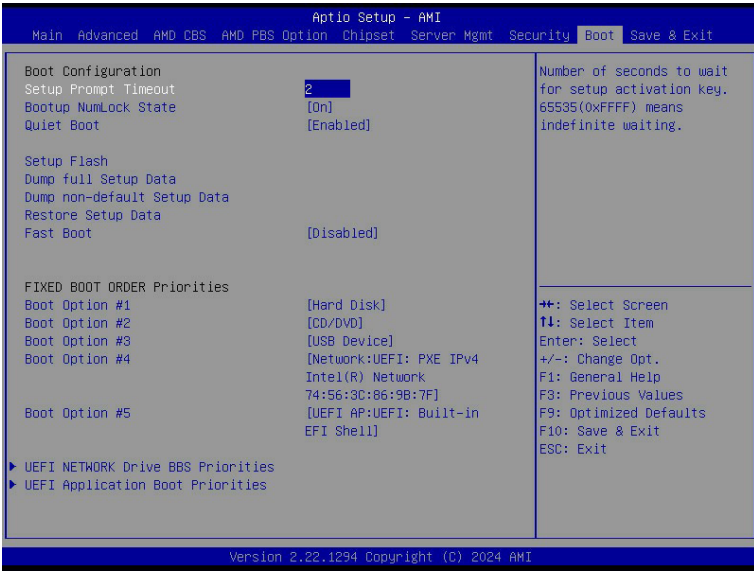 Aptio Setup - AMI
Main Advanced AMD CBS AMD PBS Option Chipset Server Mgmt Security Boot Save & Exit
Boot Configuration
Setup Prompt Timeout 2
Bootup NumLock State [On]
Quiet Boot [Enabled]
Setup Flash
Dump full Setup Data
Dump non-default Setup Data
Restore Setup Data
Fast Boot [Disabled]
FIXED BOOT ORDER Priorities
Boot Option #1 [Hard Disk]
Boot Option #2 [CD/DVD]
Boot Option #3 [USB Device]
Boot Option #4 [Network:UEFI: PXE IPv4
Intel(R) Network
74:56:3C:86:9B:7F]
Boot Option #5 [UEFI AP:UEFI: Built-in
EFI Shell]
UEFI NETWORK Drive BBS Priorities
UEFI Application Boot Priorities
Number of seconds to wait
for setup activation key.
65535(0xFFFF) means
indefinite waiting.
→←: Select Screen
↑↓: Select Item
Enter: Select
+/-: Change Opt.
F1: General Help
F3: Previous Values
F9: Optimized Defaults
F10: Save & Exit
ESC: Exit
Version 2.22.1294 Copyright (C) 2024 AMI